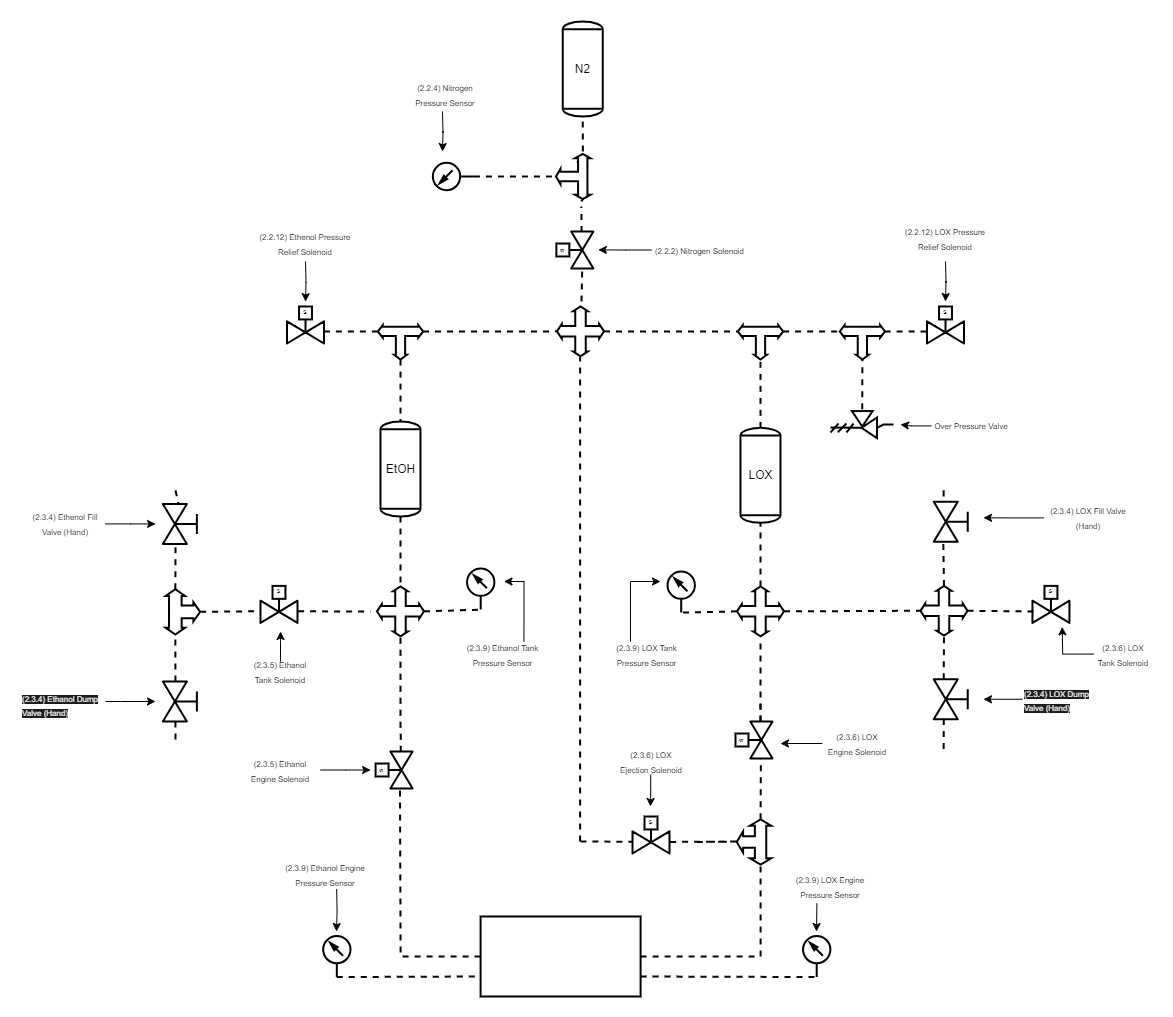 N2
(2.2.4) Nitrogen
Pressure Sensor
(2.2.12) Ethenol Pressure
Relief Solenoid
S
(2.2.2) Nitrogen Solenoid
(2.2.12) LOX Pressure
Relief Solenoid
S
S
Over Pressure Valve
EtOH
LOX
(2.3.4) Ethenol Fill
Valve (Hand)
(2.3.4) LOX Fill Valve
(Hand)
S
S
(2.3.9) Ethanol Tank
Pressure Sensor
(2.3.9) LOX Tank
Pressure Sensor
(2.3.6) LOX
Tank Solenoid
(2.3.5) Ethanol
Tank Solenoid
(2.3.4) Ethanol Dump
Valve (Hand)
(2.3.4) LOX Dump
Valve (Hand)
S
(2.3.6) LOX
Engine Solenoid
(2.3.5) Ethanol
Engine Solenoid
S
(2.3.6) LOX
Ejection Solenoid
S
(2.3.9) Ethanol Engine
Pressure Sensor
(2.3.9) LOX Engine
Pressure Sensor